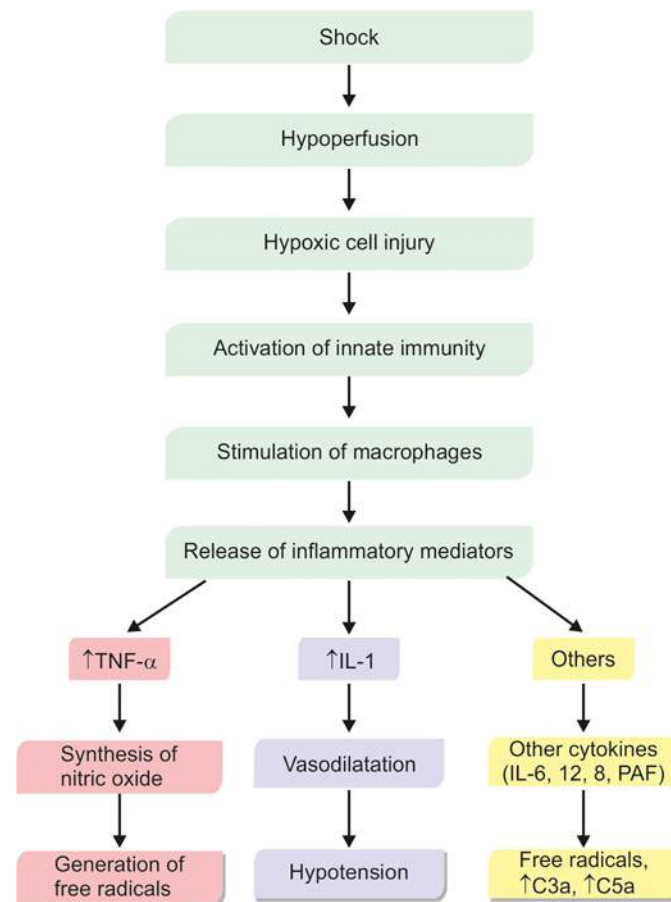 Shock
Hypoperfusion
Hypoxic cell injury
Activation of innate immunity
Stimulation of macrophages
Release of inflammatory mediators
↑TNF-α
↑IL-1
Others
Synthesis of
nitric oxide
Vasodilatation
Other cytokines
(IL-6, 12, 8, PAF)
Generation of
free radicals
Hypotension
Free radicals,
↑C3a, ↑C5a